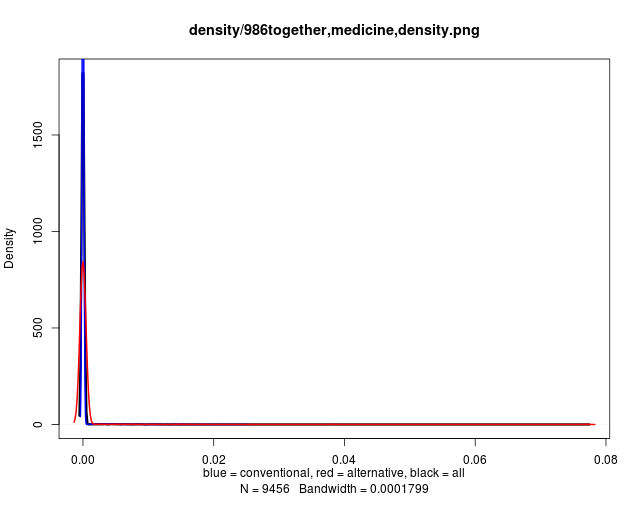 density/986together,medicine,density.png
Density
1500
1000
500
0
0.00 0.02 0.04 0.06 0.08
blue = conventional, red = alternative, black = all
N = 9456 Bandwidth = 0.0001799